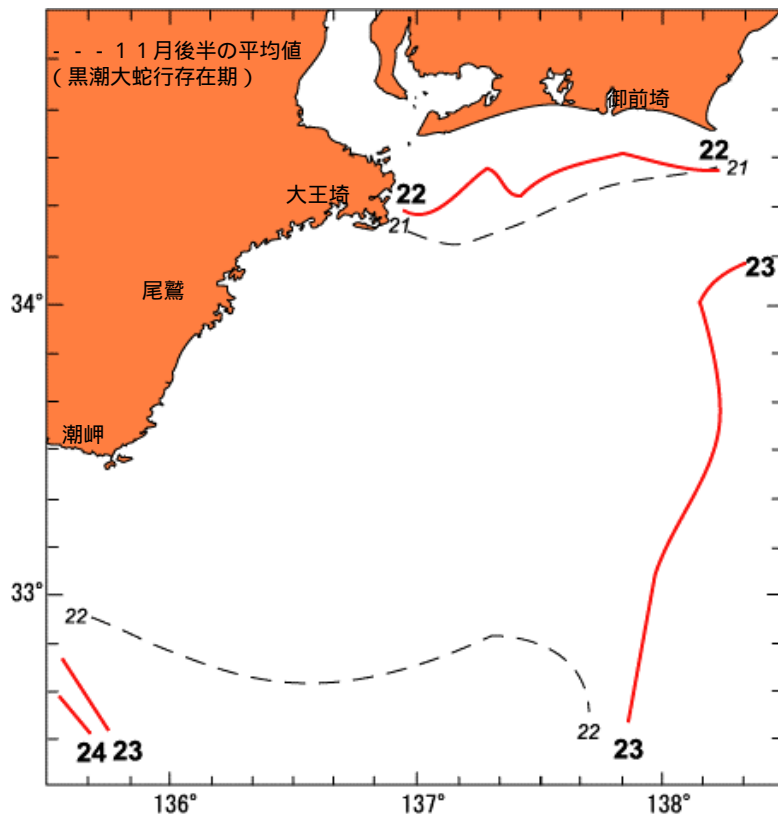 - - - １１月後半の平均値
（黒潮大蛇行存在期）
御前埼
22
21
大王埼
22
21
23
尾鷲
34°
潮岬
33°
22
22
24 23
23
136°
137°
138°